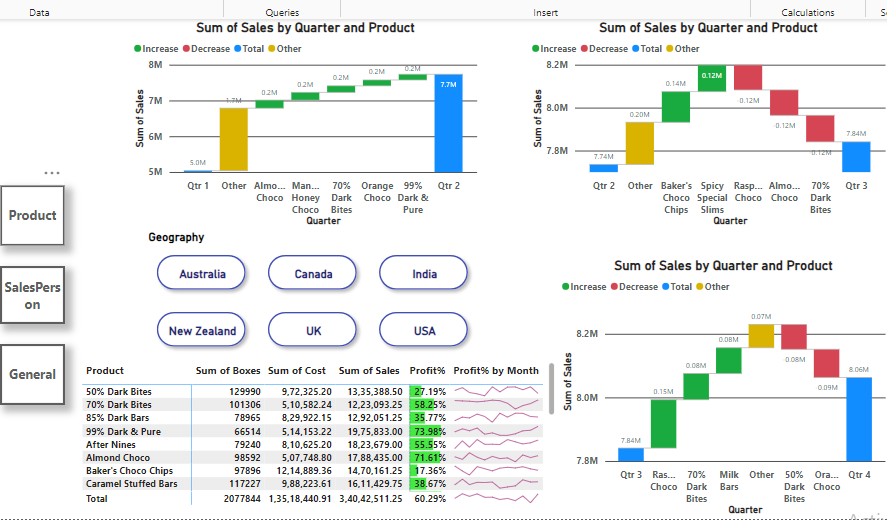 Data Queries Insert Calculations
Sum of Sales by Quarter and Product
Increase Decrease Total Other
Sum of Sales
8M
7M
6M
5M
5.0M
1.7M
0.2M
0.2M
0.2M
0.2M
0.2M
7.7M
Qtr 1 Other Almo... Man... 70% Orange 99% Qtr 2
Choco Honey Dark Choco Dark &
Choco Bites Pure
Quarter
Sum of Sales by Quarter and Product
Increase Decrease Total Other
Sum of Sales
8.2M
8.0M
7.8M
7.74M
0.20M
0.14M
0.12M
0.12M
0.12M
0.12M
7.84M
Qtr 2 Other Baker's Spicy Rasp... Almo... 70% Qtr 3
Choco Special Choco Choco Dark
Chips Slims Bites
Quarter
...
Product
SalesPers
on
General
Geography
Australia Canada India
New Zealand UK USA
Product Sum of Boxes Sum of Cost Sum of Sales Profit% Profit% by Month
50% Dark Bites 129990 9,72,325.20 13,35,388.50 27.19%
70% Dark Bites 101306 5,10,582.24 12,23,093.25 58.25%
85% Dark Bars 78965 8,29,922.15 12,92,051.25 35.77%
99% Dark & Pure 66514 5,14,153.22 19,75,833.00 73.98%
After Nines 79240 8,10,625.20 18,23,679.00 55.55%
Almond Choco 98592 5,07,748.80 17,88,435.00 71.61%
Baker's Choco Chips 97896 12,14,889.36 14,70,161.25 17.36%
Caramel Stuffed Bars 117227 9,88,223.61 16,11,429.75 38.67%
Total 2077844 1,35,18,440.91 3,40,42,511.25 60.29%
Sum of Sales by Quarter and Product
Increase Decrease Total Other
Sum of Sales
8.2M
8.0M
7.8M
7.84M
0.15M
0.08M
0.08M
0.07M
0.08M
0.09M
8.06M
Qtr 3 Ras... 70% Milk Other 50% Ora... Qtr 4
Choco Dark Bars Dark Choco
Bites Bites
Quarter